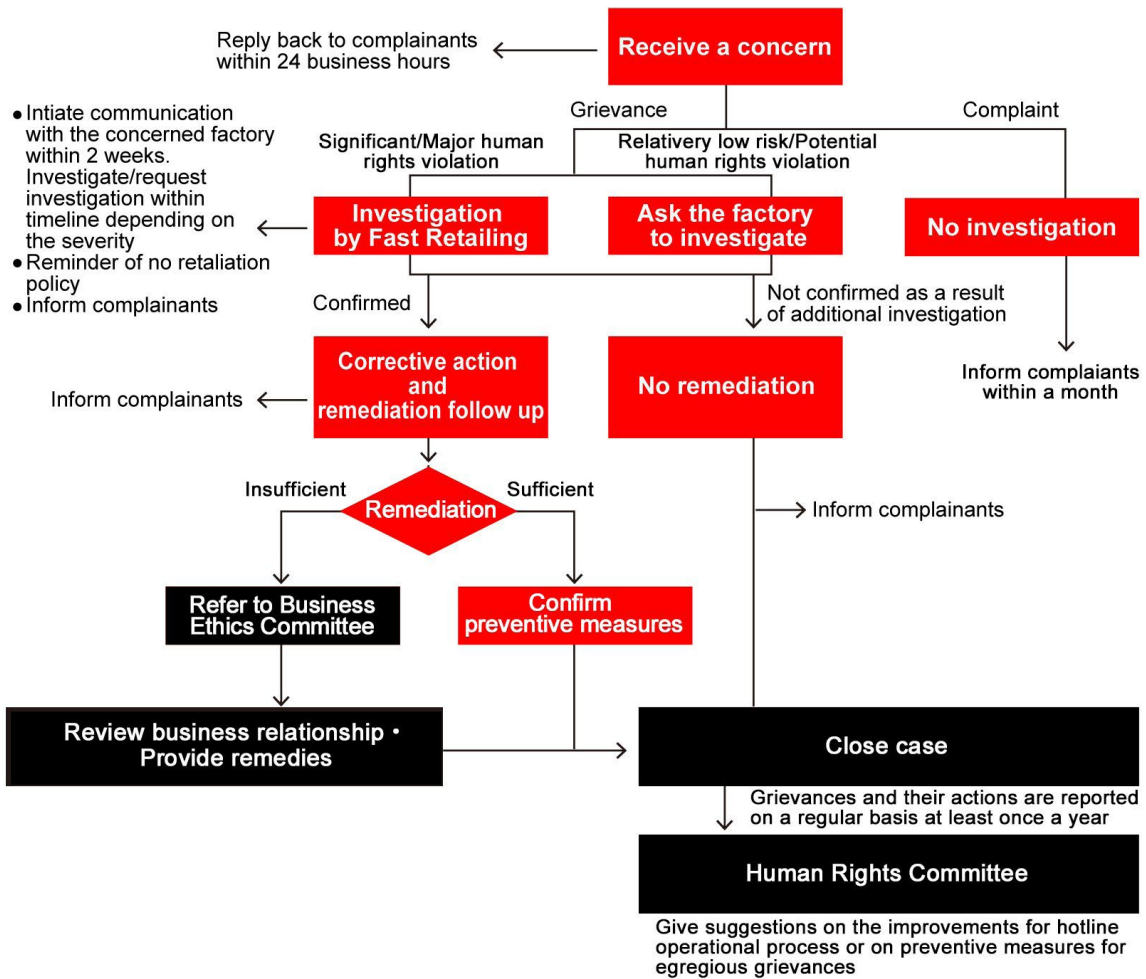 Receive a concern
Reply back to complainants
within 24 business hours
Grievance
Complaint
● Intiate communication
with the concerned factory
within 2 weeks.
Investigate/request
investigation within
timeline depending on
the severity
● Reminder of no retaliation
policy
● Inform complainants
Significant/Major human
rights violation
Relativery low risk/Potential
human rights violation
Investigation
by Fast Retailing
Ask the factory
to investigate
No investigation
Confirmed
Not confirmed as a result
of additional investigation
Corrective action
and
remediation follow up
No remediation
Inform complaiants
within a month
Inform complainants
Insufficient
Sufficient
Remediation
Inform complainants
Refer to Business
Ethics Committee
Confirm
preventive measures
Review business relationship・
Provide remedies
Close case
Grievances and their actions are reported
on a regular basis at least once a year
Human Rights Committee
Give suggestions on the improvements for hotline
operational process or on preventive measures for
egregious grievances